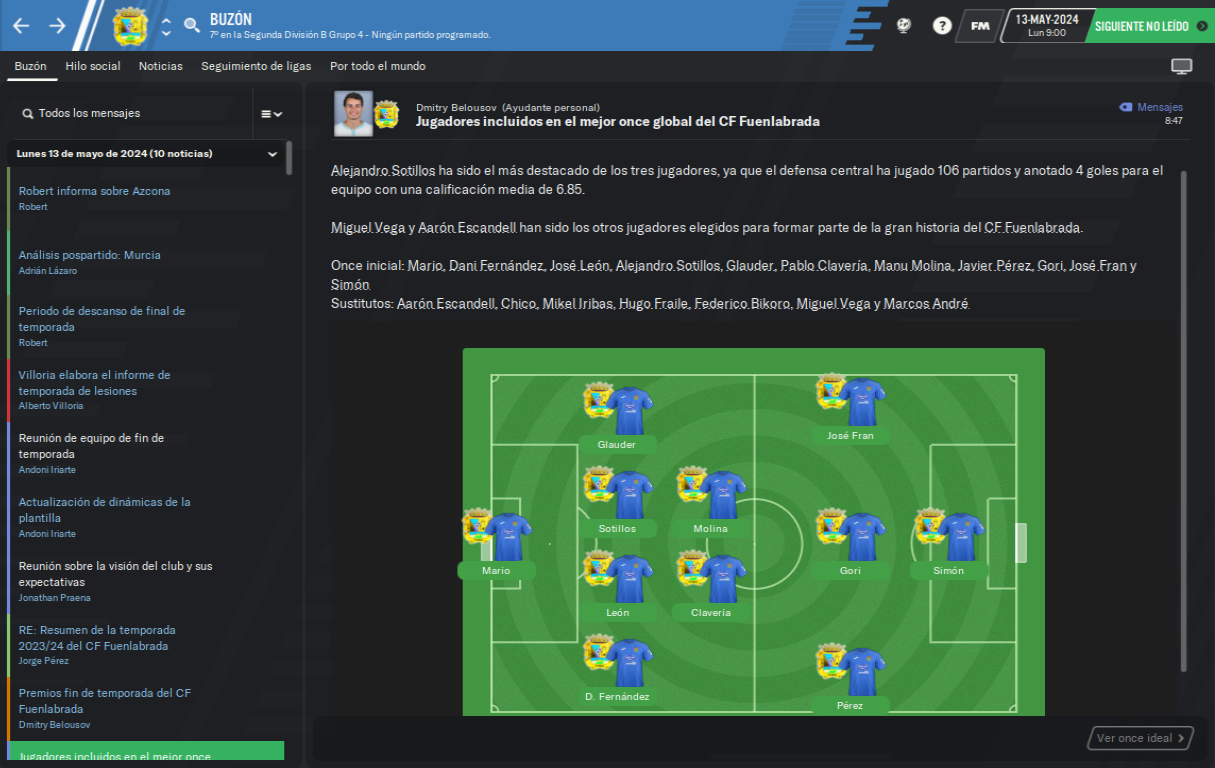 BUZÓN
7º en la Segunda División B Grupo 4 - Ningún partido programado.
?
FM
13-MAY-2024
Lun 9:00
SIGUIENTE NO LEÍDO
Buzón
Hilo social
Noticias
Seguimiento de ligas
Por todo el mundo
Todos los mensajes
Lunes 13 de mayo de 2024 (10 noticias)
Robert informa sobre Azcona
Robert
Análisis pospartido: Murcia
Adrián Lázaro
Periodo de descanso de final de
temporada
Robert
Villoria elabora el informe de
temporada de lesiones
Alberto Villoria
Reunión de equipo de fin de
temporada
Andoni Iriarte
Actualización de dinámicas de la
plantilla
Andoni Iriarte
Reunión sobre la visión del club y sus
expectativas
Jonathan Praena
RE: Resumen de la temporada
2023/24 del CF Fuenlabrada
Jorge Pérez
Premios fin de temporada del CF
Fuenlabrada
Dmitry Belousov
Jugadores incluidos en el mejor once
Dmitry Belousov (Ayudante personal)
Jugadores incluidos en el mejor once global del CF Fuenlabrada
Mensajes
8:47
Alejandro Sotillos ha sido el más destacado de los tres jugadores, ya que el defensa central ha jugado 106 partidos y anotado 4 goles para el
equipo con una calificación media de 6.85.
Miguel Vega y Aarón Escandell han sido los otros jugadores elegidos para formar parte de la gran historia del CF Fuenlabrada.
Once inicial: Mario, Dani Fernández, José León, Alejandro Sotillos, Glauder, Pablo Clavería, Manu Molina, Javier Pérez, Gori, José Fran y
Simón
Sustitutos: Aarón Escandell, Chico, Mikel Iribas, Hugo Fraile, Federico Bikoro, Miguel Vega y Marcos André
Glauder
José Fran
Sotillos
Molina
Mario
Gori
Simón
León
Clavería
D. Fernández
Pérez
Ver once ideal